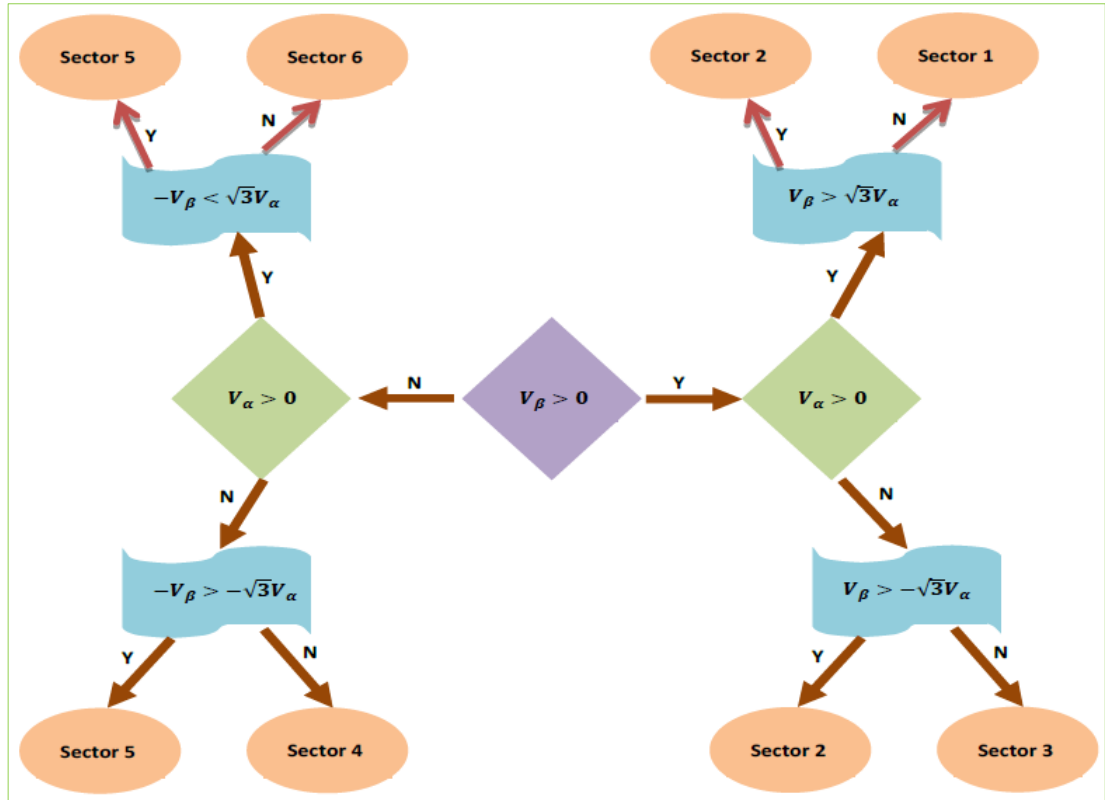 Sector 5
Sector 6
Sector 2
Sector 1
Y
N
Y
N
−V_β < √3V_α
V_β > √3V_α
Y
Y
V_α > 0
N
V_β > 0
Y
V_α > 0
N
N
−V_β > −√3V_α
V_β > −√3V_α
Y
N
Y
N
Sector 5
Sector 4
Sector 2
Sector 3